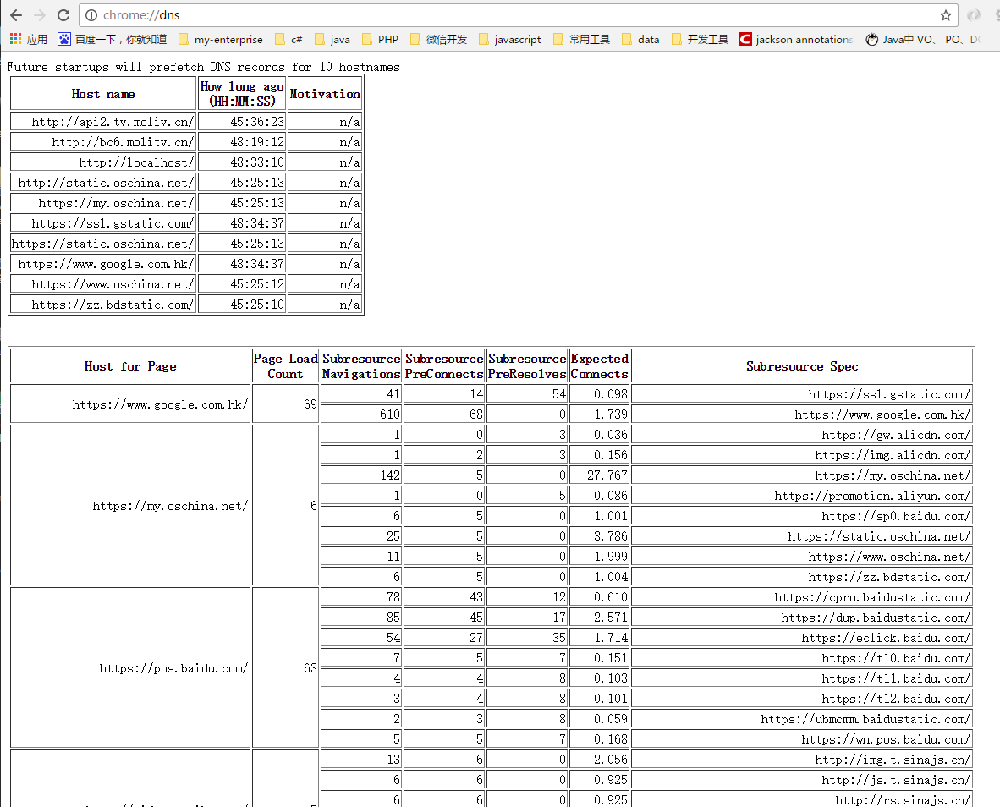 chrome://dns
应用 百度一下，你就知道 my-enterprise c# java PHP 微信开发 javascript 常用工具 data 开发工具 jackson annotations Java中 VO、 PO、
Future startups will prefetch DNS records for 10 hostnames
Host name How long ago (HH:MM:SS) Motivation
http://api2.tv.moliv.cn/ 45:36:23 n/a
http://bc6.molitv.cn/ 48:19:12 n/a
http://localhost/ 48:33:10 n/a
http://static.oschina.net/ 45:25:13 n/a
https://my.oschina.net/ 45:25:13 n/a
https://ssl.gstatic.com/ 48:34:37 n/a
https://static.oschina.net/ 45:25:13 n/a
https://www.google.com.hk/ 48:34:37 n/a
https://www.oschina.net/ 45:25:12 n/a
https://zz.bdstatic.com/ 45:25:10 n/a
Host for Page Page Load Count Subresource Navigations Subresource PreConnects Subresource PreResolves Expected Connects Subresource Spec
https://www.google.com.hk/ 69 41 14 54 0.098 https://ssl.gstatic.com/
610 68 0 1.739 https://www.google.com.hk/
https://my.oschina.net/ 6 1 0 3 0.036 https://gw.alicdn.com/
1 2 3 0.156 https://img.alicdn.com/
142 5 0 27.767 https://my.oschina.net/
1 0 5 0.086 https://promotion.aliyun.com/
6 5 0 1.001 https://sp0.baidu.com/
25 5 0 3.786 https://static.oschina.net/
11 5 0 1.999 https://www.oschina.net/
6 5 0 1.004 https://zz.bdstatic.com/
https://pos.baidu.com/ 63 78 43 12 0.610 https://cpro.baidustatic.com/
85 45 17 2.571 https://dup.baidustatic.com/
54 27 35 1.714 https://eclick.baidu.com/
7 5 7 0.151 https://t10.baidu.com/
4 4 8 0.103 https://t11.baidu.com/
3 4 8 0.101 https://t12.baidu.com/
2 3 8 0.059 https://ubmcmm.baidustatic.com/
5 5 7 0.168 https://wn.pos.baidu.com/
13 6 0 2.056 http://img.t.sinajs.cn/
6 6 0 0.925 http://js.t.sinajs.cn/
6 6 0 0.925 http://rs.sinajs.cn/